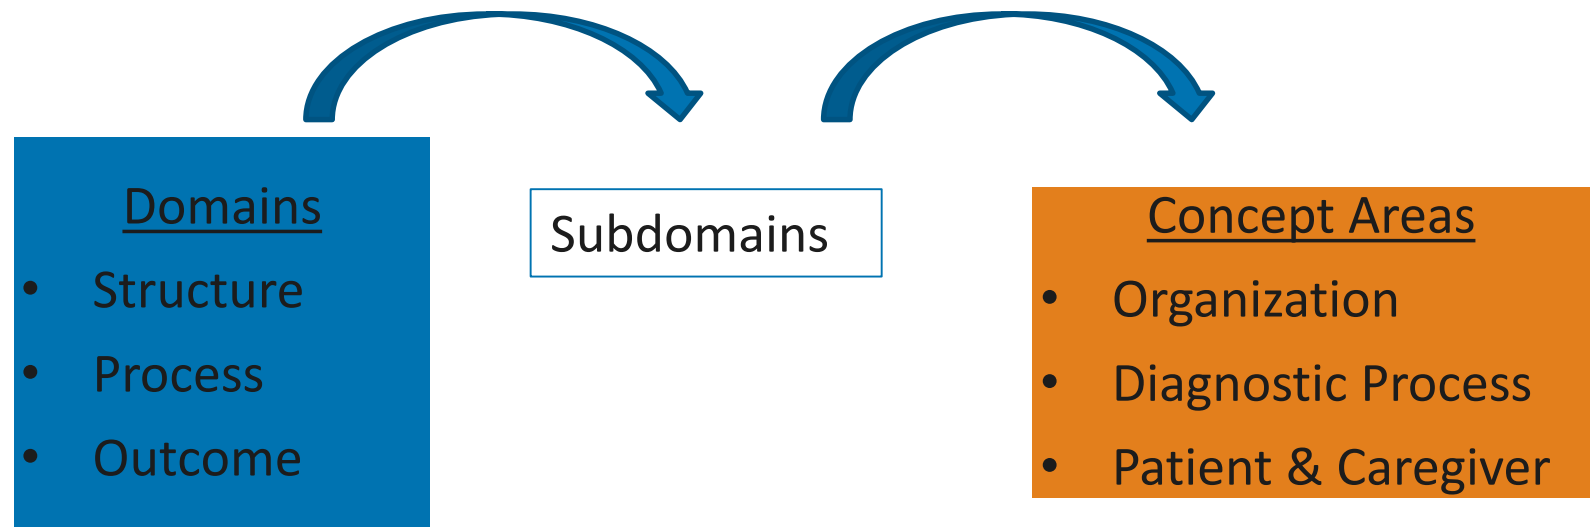 Domains
• Structure
• Process
• Outcome
Subdomains
Concept Areas
• Organization
• Diagnostic Process
• Patient & Caregiver